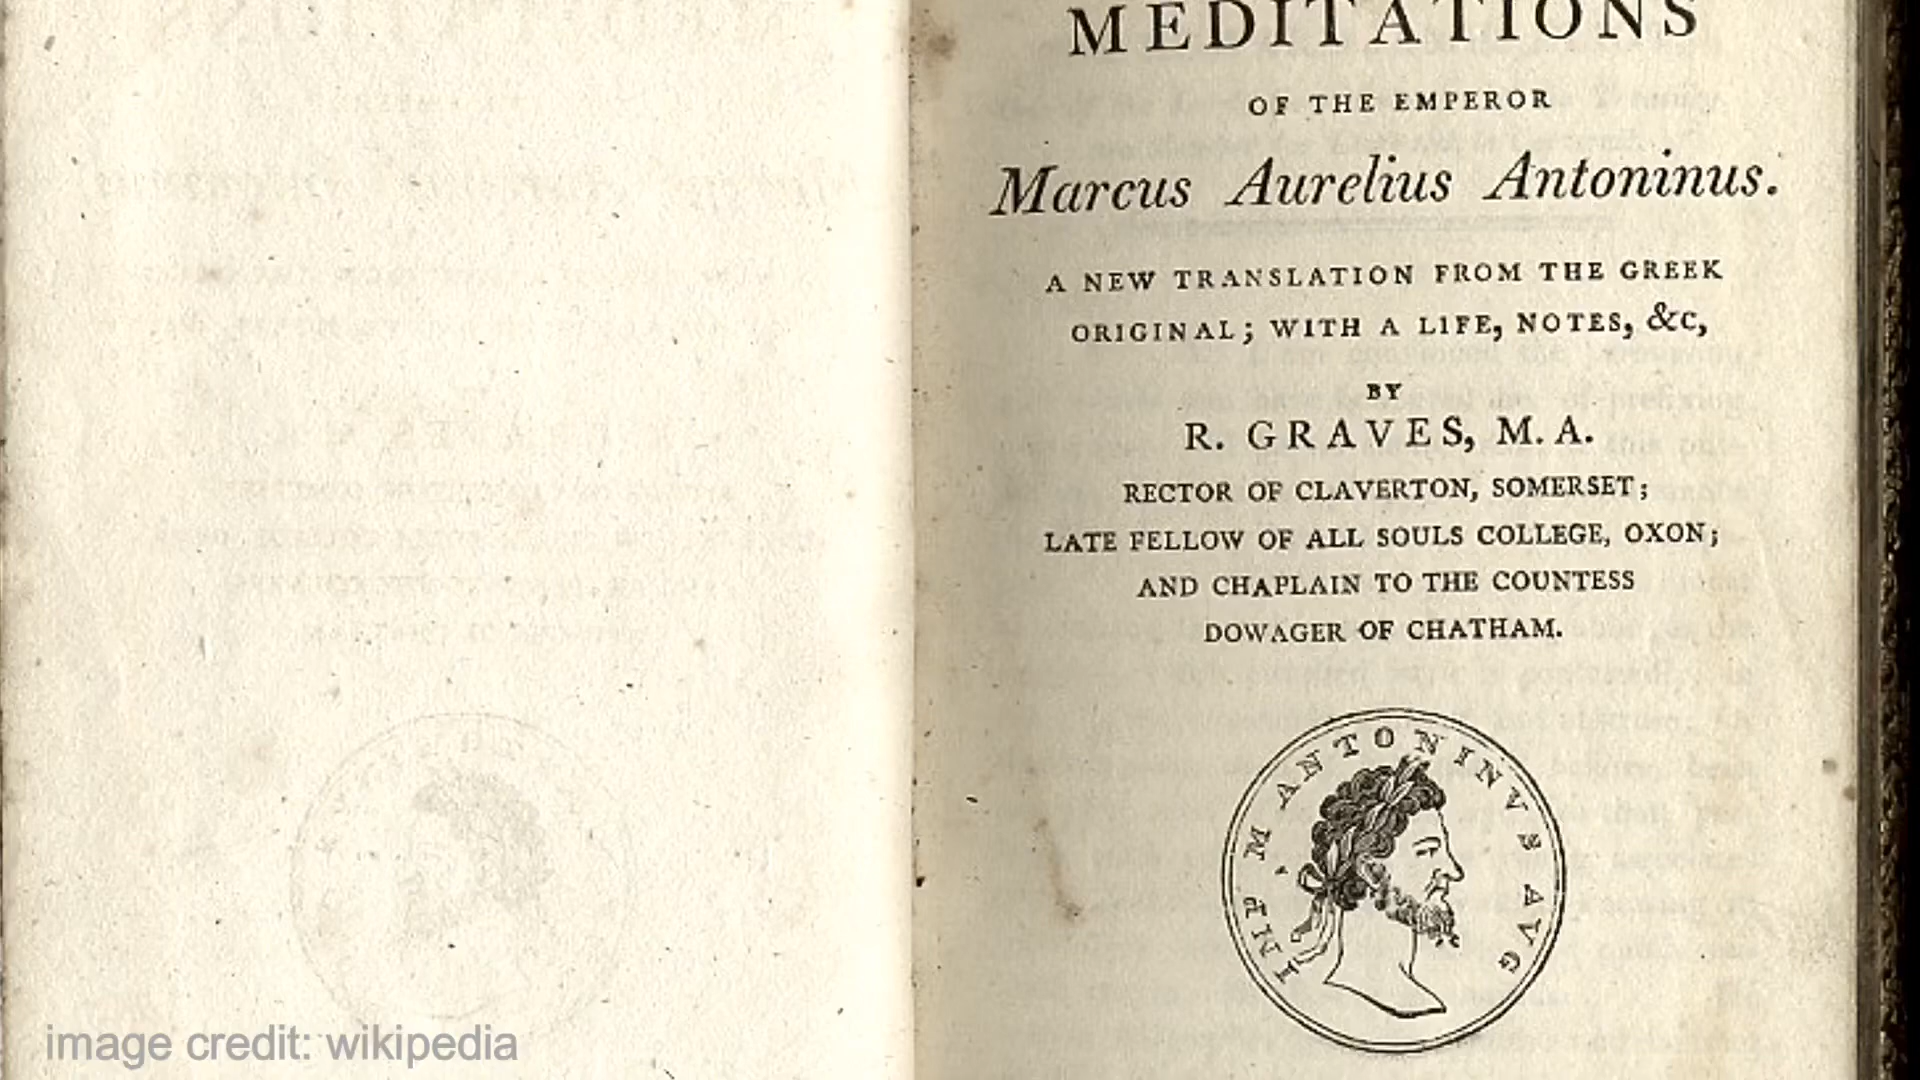 MEDITATIONS
OF THE EMPEROR
Marcus Aurelius Antoninus.
A NEW TRANSLATION FROM THE GREEK
ORIGINAL; WITH A LIFE, NOTES, &C,
BY
R. GRAVES, M. A.
RECTOR OF CLAVERTON, SOMERSET;
LATE FELLOW OF ALL SOULS COLLEGE, OXON;
AND CHAPLAIN TO THE COUNTESS
DOWAGER OF CHATHAM.
IMP · M ANTONINVS AVG
image credit: wikipedia